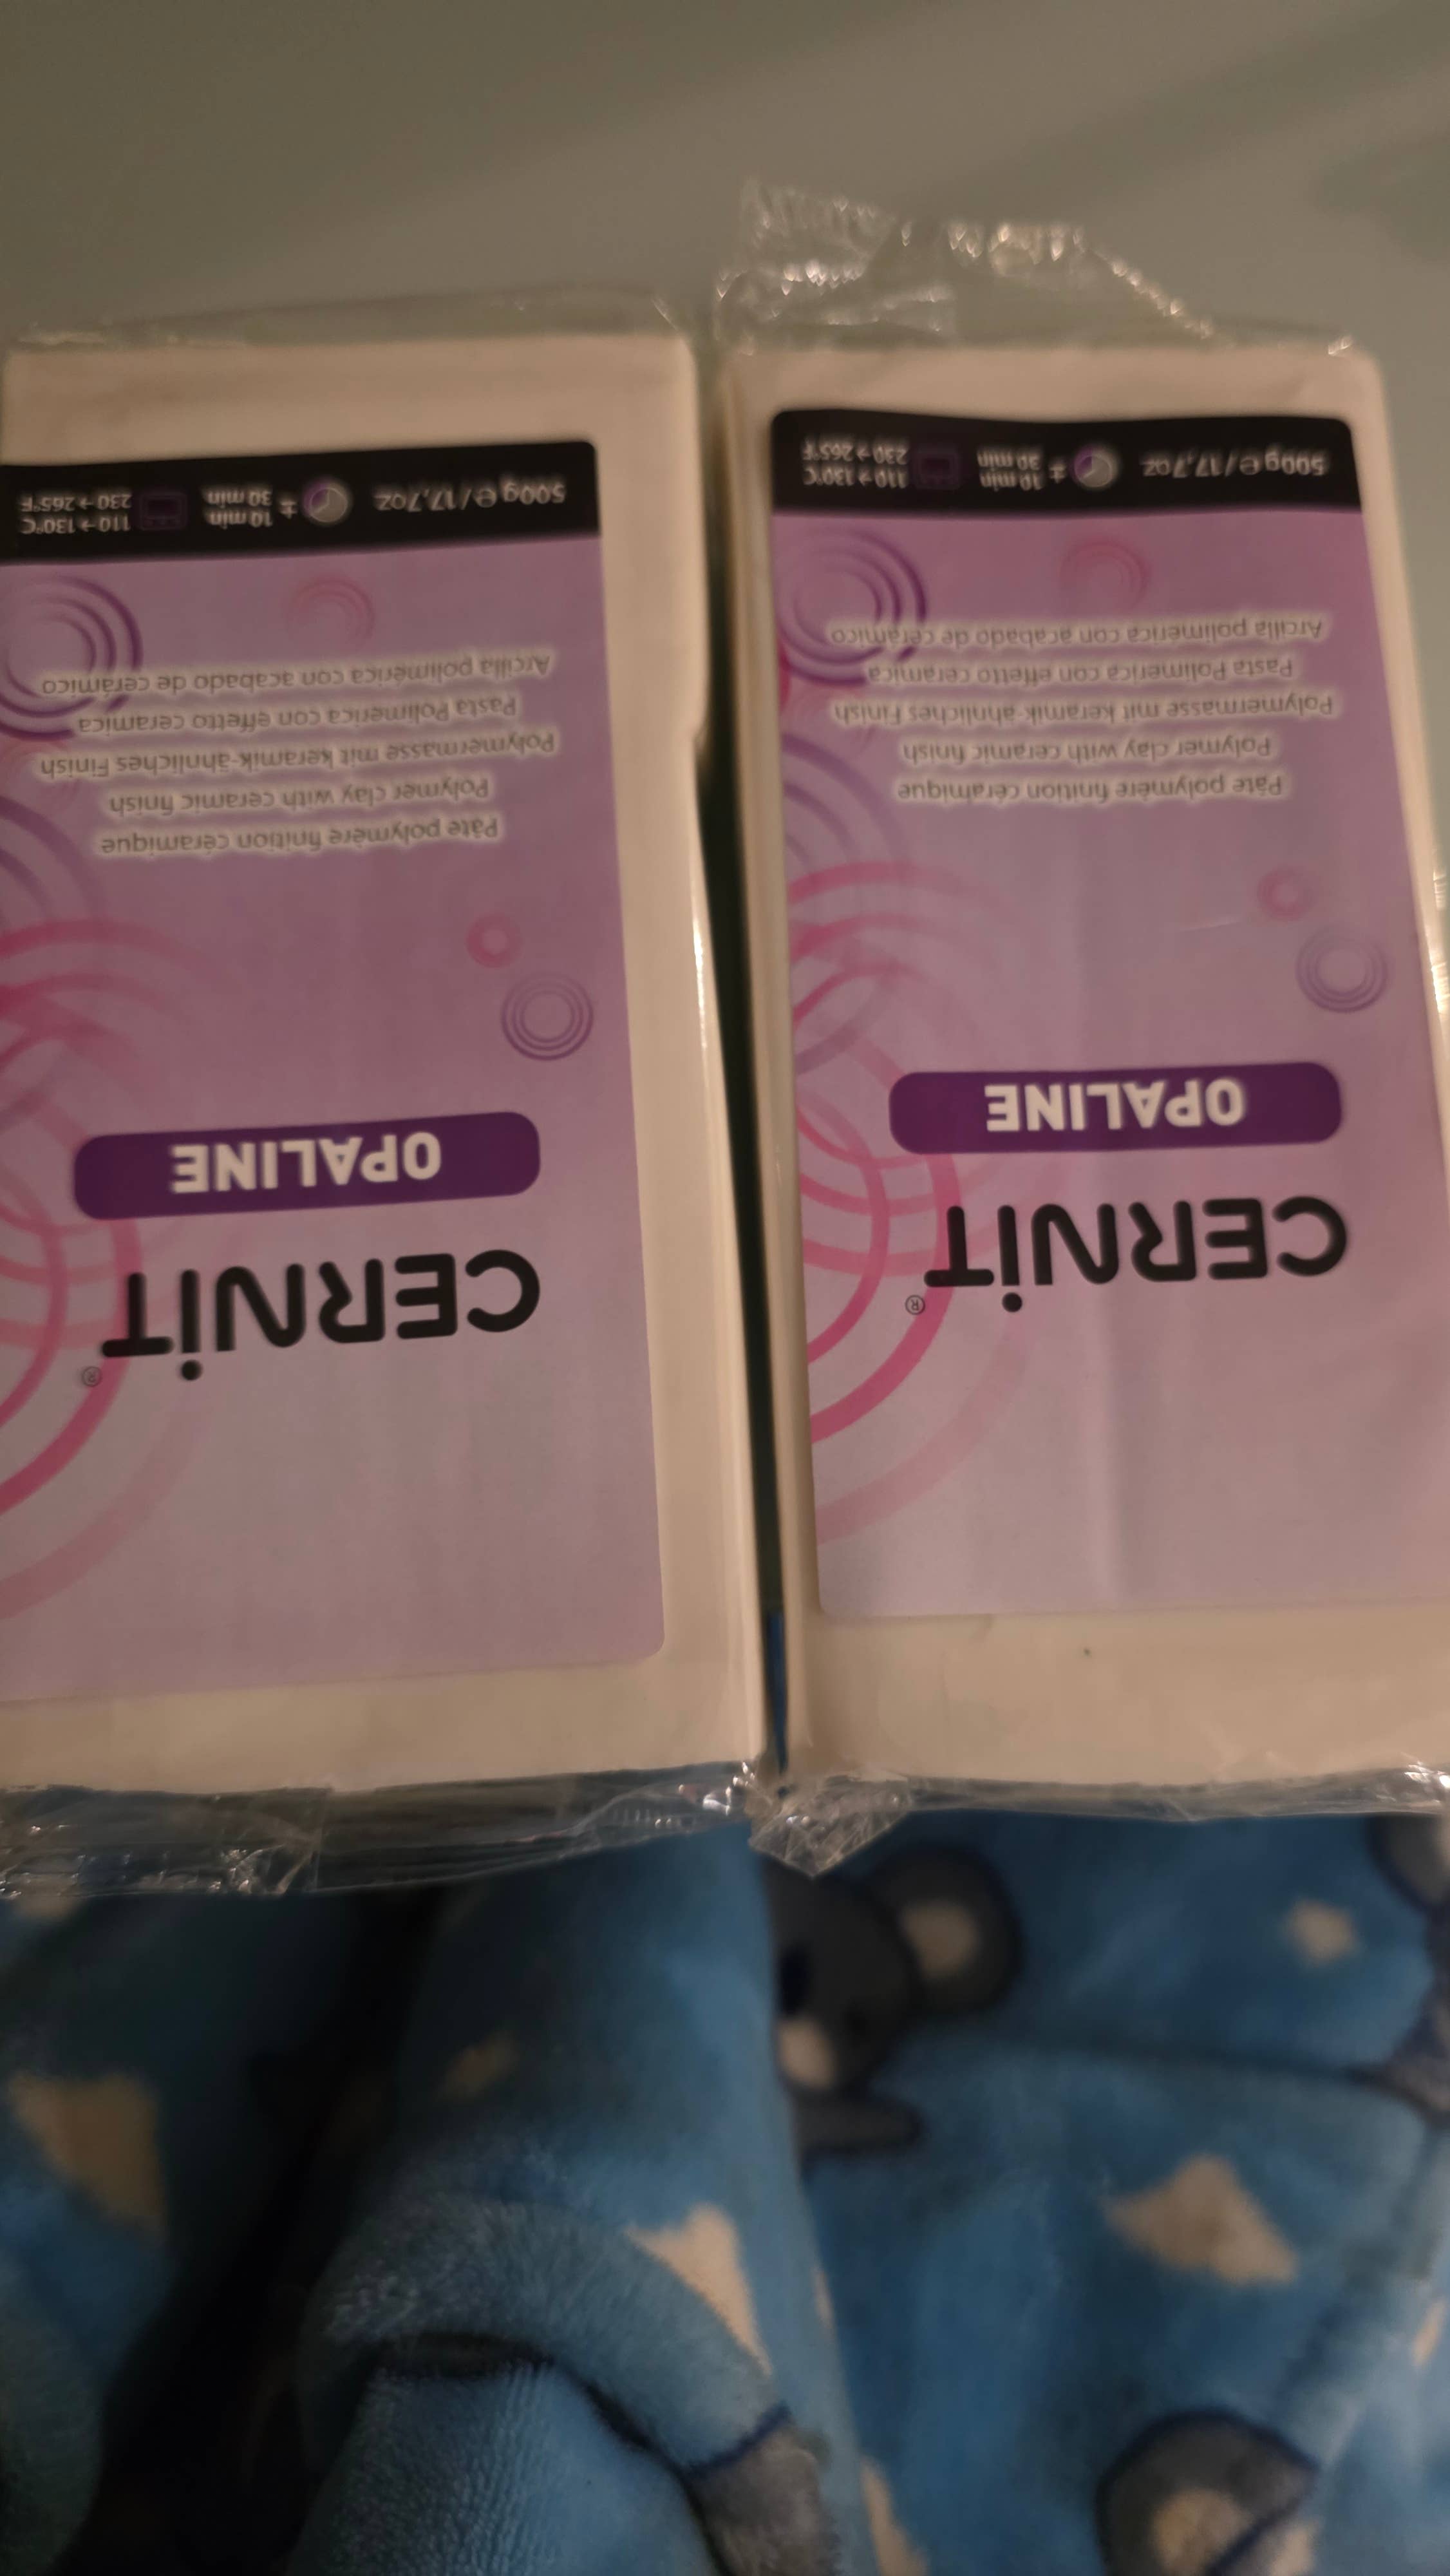 CERNiT®
OPALINE
Pâte polymère finition céramique
Polymer clay with ceramic finish
Polymermasse mit keramik-ähnliches Finish
Pasta Polimerica con effetto ceramica
Arcilla polimérica con acabado de cerámico
500g e / 17,7oz
± 10 min
30 min
110→130°C
230→265°F
CERNiT®
OPALINE
Pâte polymère finition céramique
Polymer clay with ceramic finish
Polymermasse mit keramik-ähnliches Finish
Pasta Polimerica con effetto ceramica
Arcilla polimérica con acabado de cerámico
500g e / 17,7oz
± 10 min
30 min
110→130°C
230→265°F